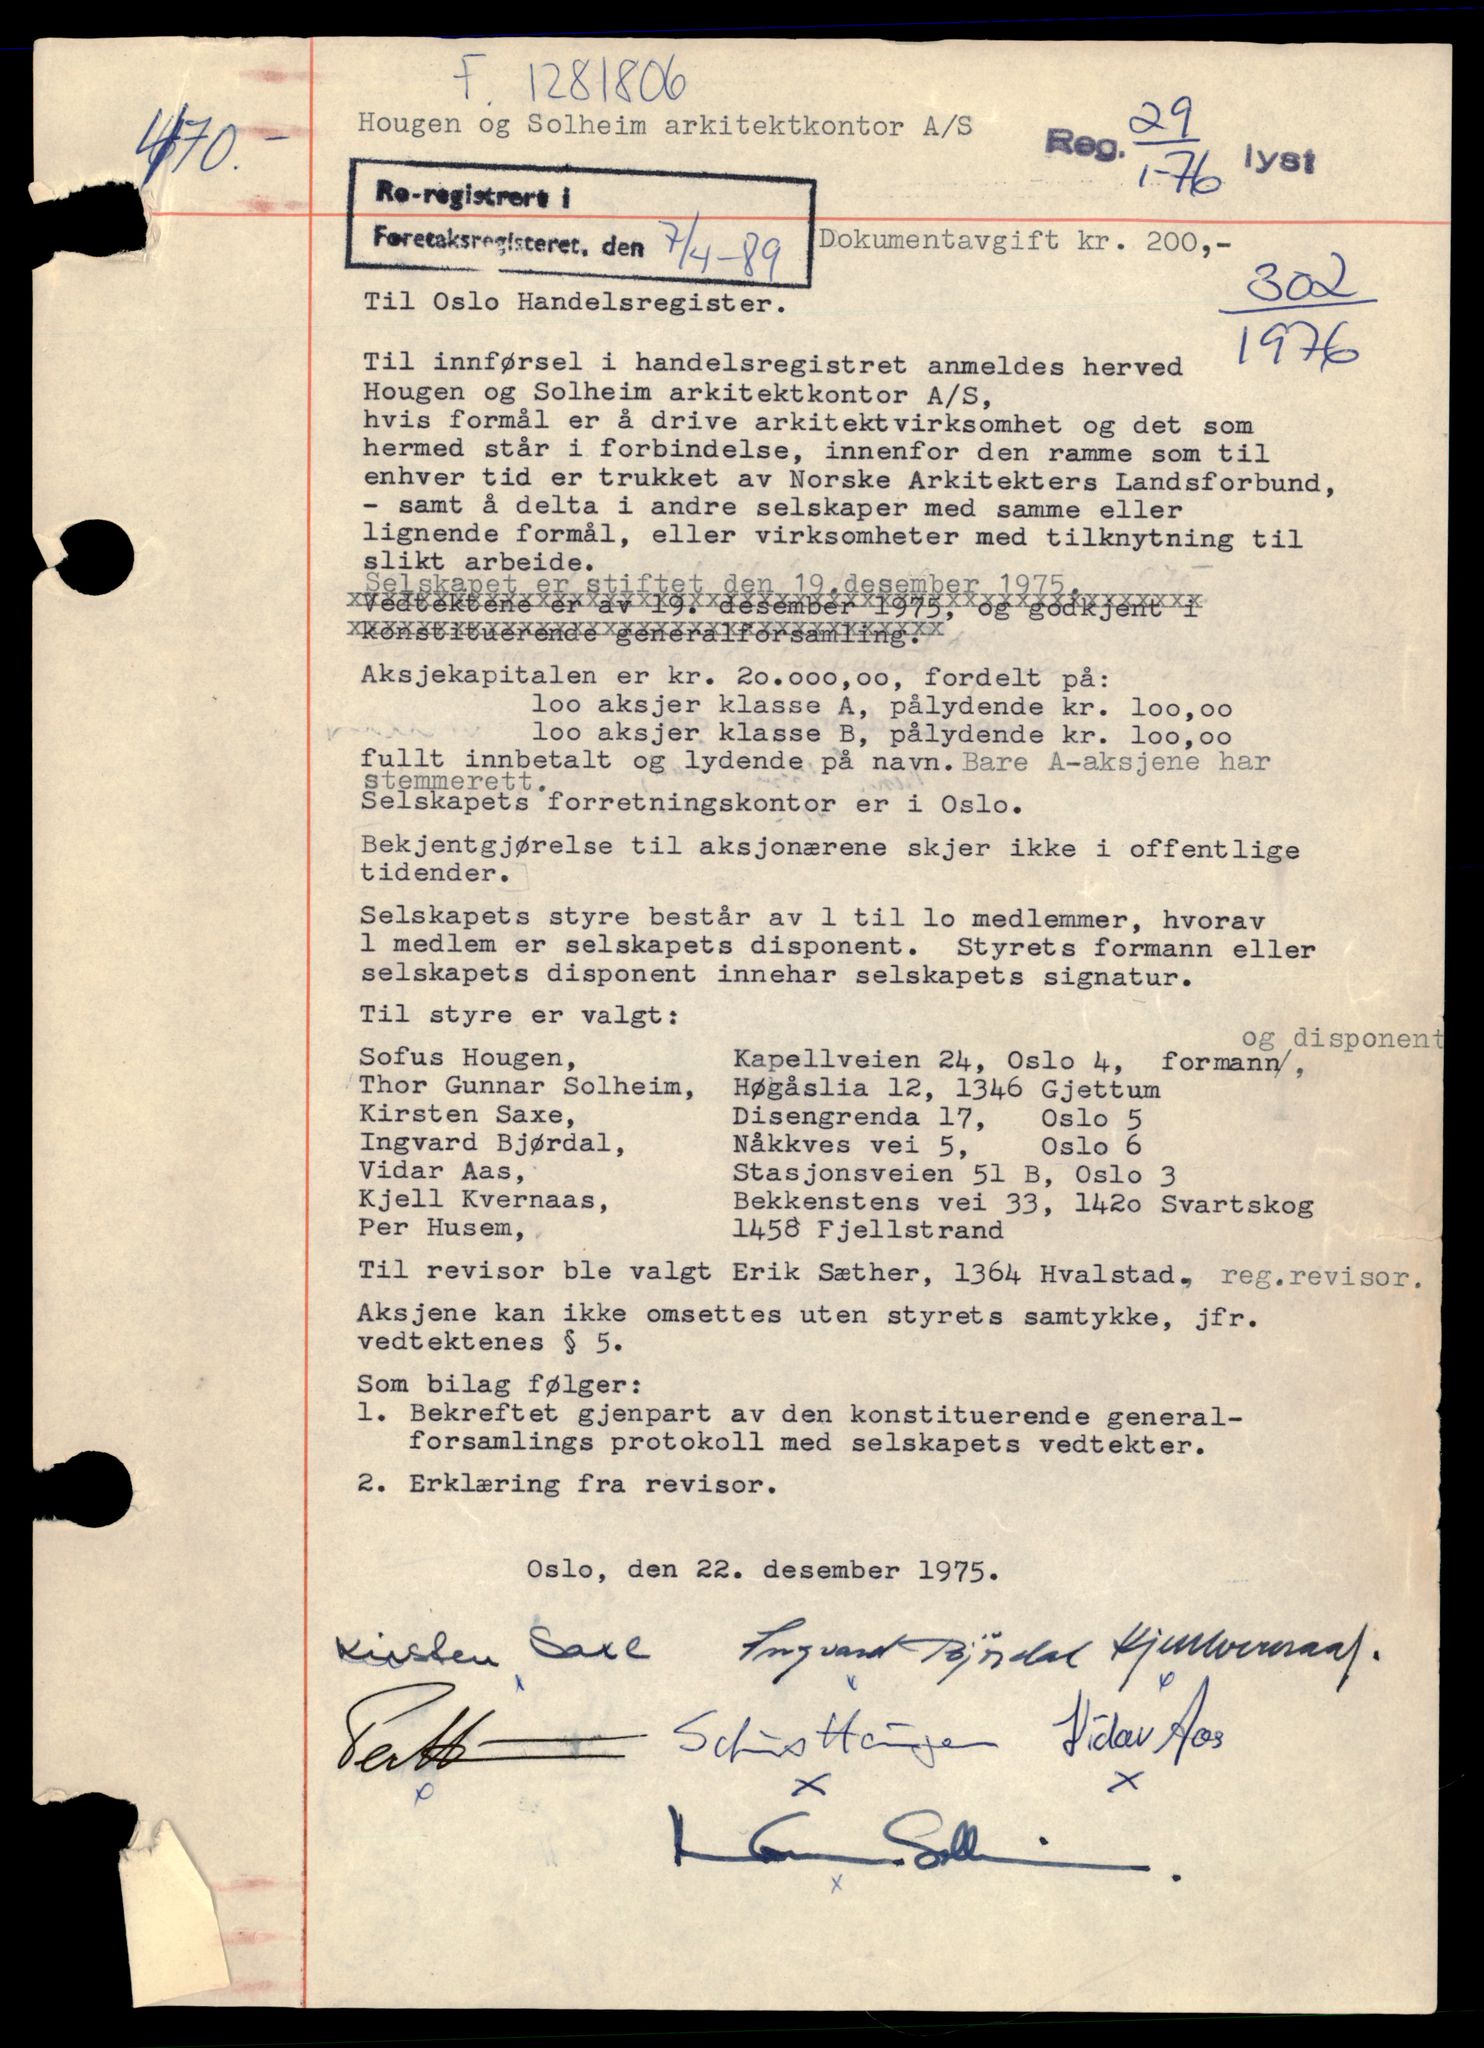 F. 1281806
470.-
Hougen og Solheim arkitektkontor A/S
Reg. 29/1-76 lyst
Re-registrert i
Foretaksregisteret, den 7/4-89
Dokumentavgift kr. 200,-
302
1976
Til Oslo Handelsregister.
Til innførsel i handelsregistret anmeldes herved
Hougen og Solheim arkitektkontor A/S,
hvis formål er å drive arkitektvirksomhet og det som
hermed står i forbindelse, innenfor den ramme som til
enhver tid er trukket av Norske Arkitekters Landsforbund,
- samt å delta i andre selskaper med samme eller
lignende formål, eller virksomheter med tilknytning til
slikt arbeide.
Selskapet er stiftet den 19.desember 1975.
Vedtektene er av 19. desember 1975, og godkjent i
konstituerende generalforsamling.
Aksjekapitalen er kr. 2o.ooo,oo, fordelt på:
loo aksjer klasse A, pålydende kr. loo,oo
loo aksjer klasse B, pålydende kr. loo,oo
fullt innbetalt og lydende på navn. Bare A-aksjene har
stemmerett.
Selskapets forretningskontor er i Oslo.
Bekjentgjørelse til aksjonærene skjer ikke i offentlige
tidender.
Selskapets styre består av l til lo medlemmer, hvorav
l medlem er selskapets disponent. Styrets formann eller
selskapets disponent innehar selskapets signatur.
Til styre er valgt:
og disponent
Sofus Hougen, Kapellveien 24, Oslo 4, formann/,
Thor Gunnar Solheim, Høgåslia 12, 1346 Gjettum
Kirsten Saxe, Disengrenda 17, Oslo 5
Ingvard Bjørdal, Nåkkves vei 5, Oslo 6
Vidar Aas, Stasjonsveien 51 B, Oslo 3
Kjell Kvernaas, Bekkenstens vei 33, 142o Svartskog
Per Husem, 1458 Fjellstrand
Til revisor ble valgt Erik Sæther, 1364 Hvalstad, reg.revisor.
Aksjene kan ikke omsettes uten styrets samtykke, jfr.
vedtektenes § 5.
Som bilag følger:
1. Bekreftet gjenpart av den konstituerende general-
forsamlings protokoll med selskapets vedtekter.
2. Erklæring fra revisor.
Oslo, den 22. desember 1975.
Kirsten Saxe Ingvard Bjørdal Kjell Kvernaas.
Per H Sofus Hougen Vidar Aas
x x
Gunnar Solheim
x